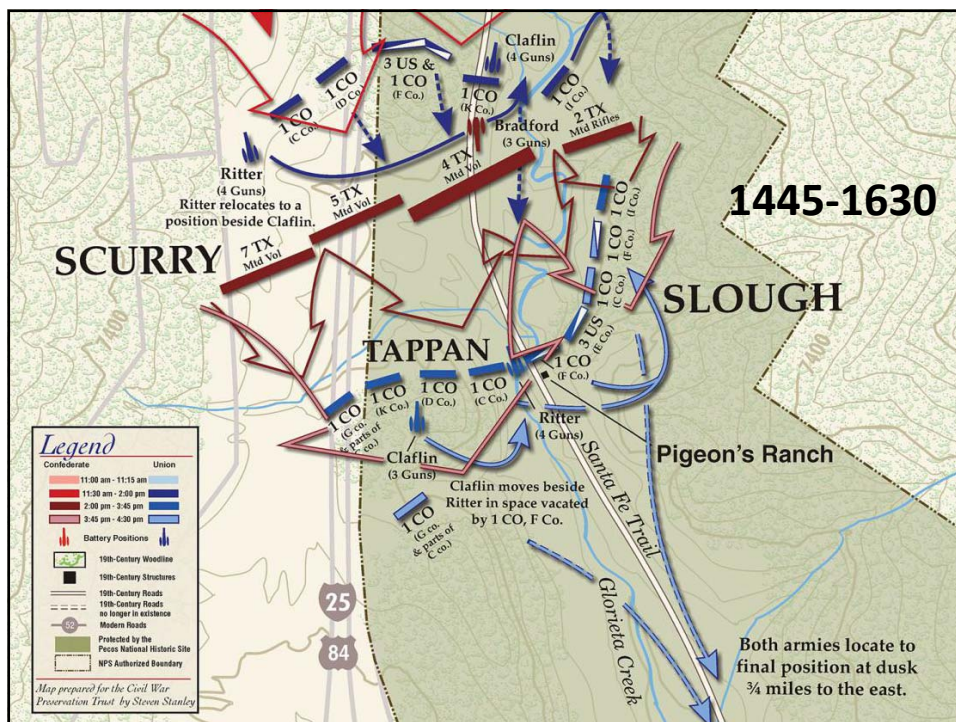 Claflin
(4 Guns)
3 US &
1 CO
(F Co.)
1 CO
(D Co.)
1 CO
(C Co.)
1 CO
(K Co.)
1 CO
(I Co.)
Bradford
(3 Guns)
2 TX
Mtd Rifles
4 TX
Mtd Vol
5 TX
Mtd Vol
7 TX
Mtd Vol
Ritter
(4 Guns)
Ritter relocates to a
position beside Claflin.
1445-1630
SCURRY
SLOUGH
TAPPAN
1 CO
(I Co.)
1 CO
(F Co.)
1 CO
(C Co.)
3 US
(E Co.)
1 CO
(F Co.)
1 CO
(C Co.)
1 CO
(D Co.)
1 CO
(K Co.)
1 CO
(G co.
& parts of
co.)
7400
7400
Ritter
(4 Guns)
Claflin
(3 Guns)
Pigeon's Ranch
Claflin moves beside
Ritter in space vacated
by 1 CO, F Co.
1 CO
(G co.
& parts of
C co.)
Santa Fe Trail
Glorieta Creek
25
84
Both armies locate to
final position at dusk
¾ miles to the east.
Legend
Confederate Union
11:00 am - 11:15 am
11:30 am - 2:00 pm
2:00 pm - 3:45 pm
3:45 pm - 4:30 pm
Battery Positions
19th-Century Woodline
19th-Century Structures
19th-Century Roads
19th-Century Roads
no longer in existence
52 Modern Roads
Protected by the
Pecos National Historic Site
NPS Authorized Boundary
Map prepared for the Civil War
Preservation Trust by Steven Stanley